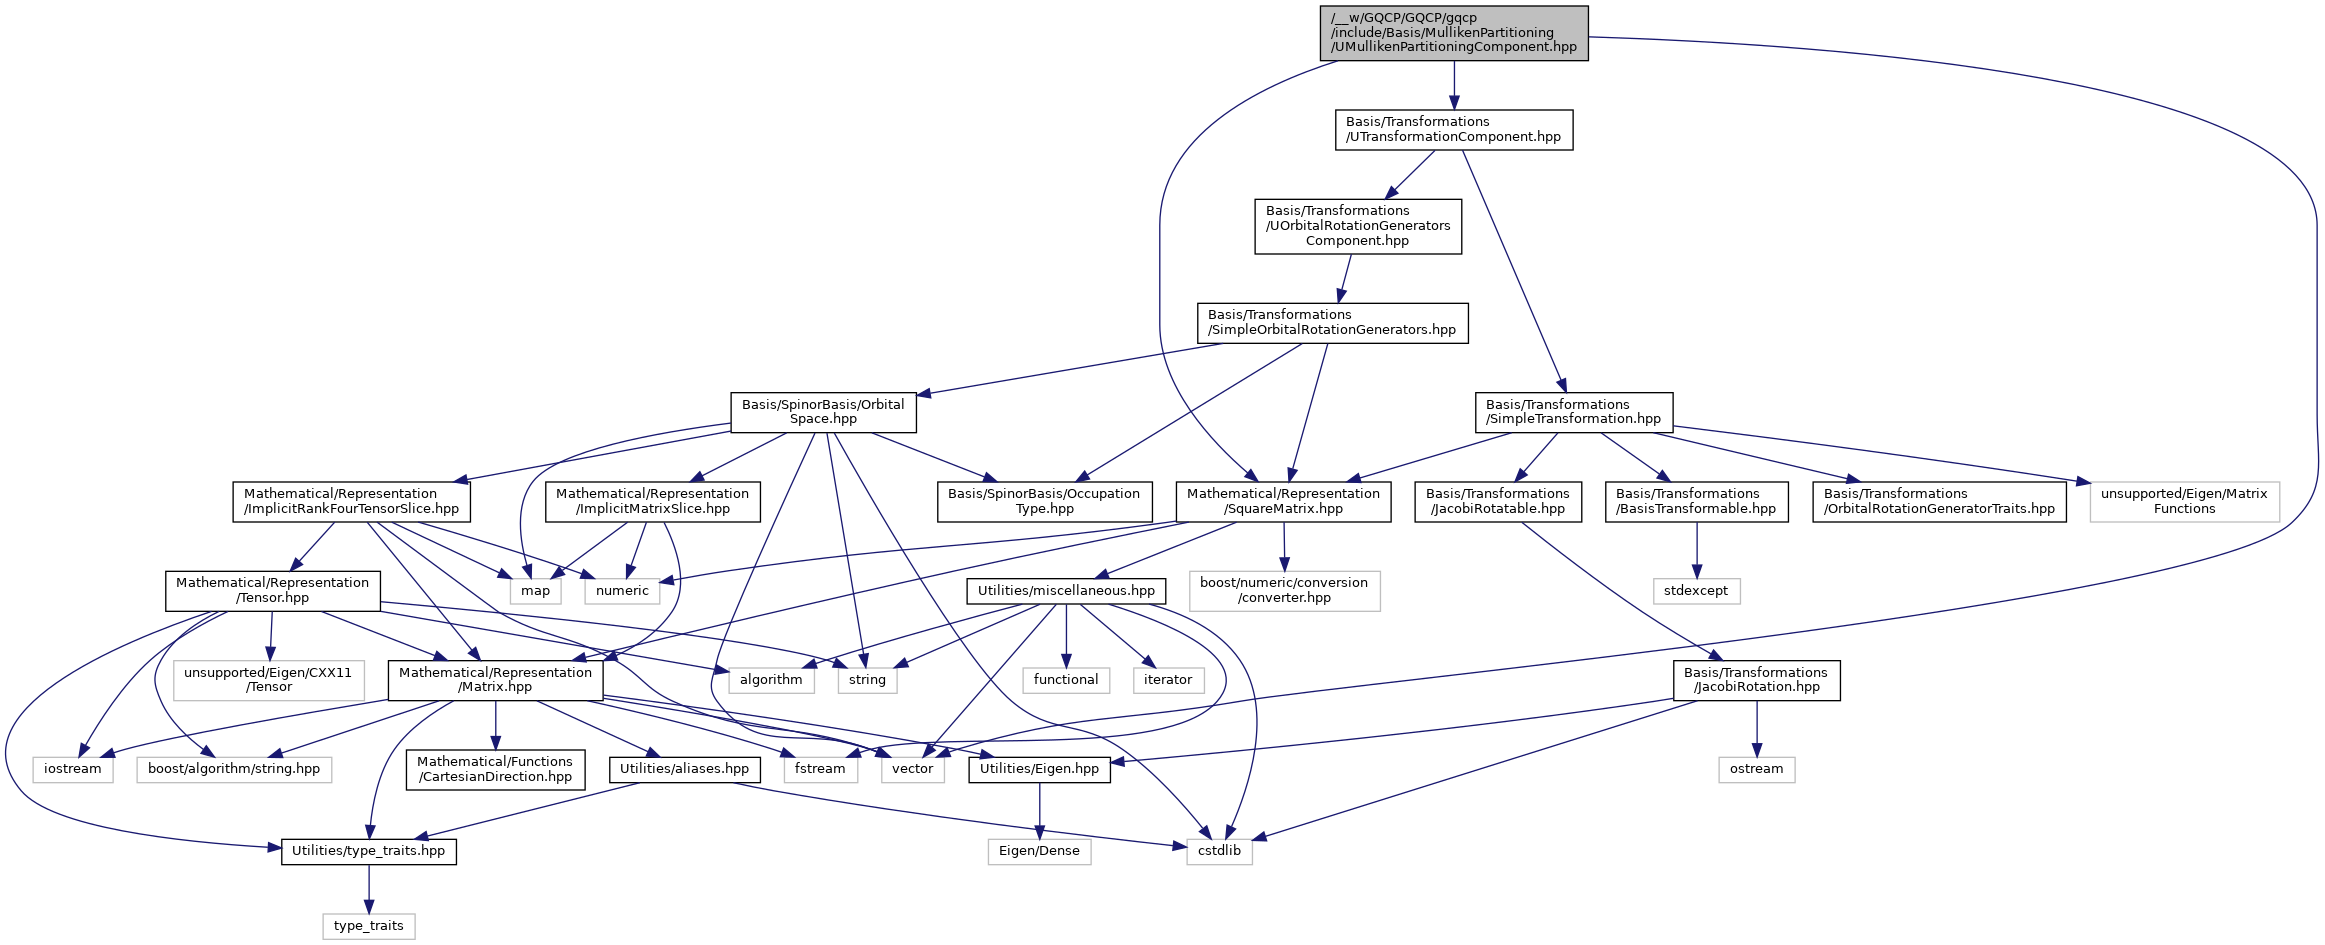 /__w/GQCP/GQCP/gqcp
/include/Basis/MullikenPartitioning
/UMullikenPartitioningComponent.hpp
Basis/Transformations
/UTransformationComponent.hpp
Basis/Transformations
/UOrbitalRotationGenerators
Component.hpp
Basis/Transformations
/SimpleOrbitalRotationGenerators.hpp
Basis/SpinorBasis/Orbital
Space.hpp
Basis/Transformations
/SimpleTransformation.hpp
Mathematical/Representation
/ImplicitRankFourTensorSlice.hpp
Mathematical/Representation
/ImplicitMatrixSlice.hpp
Basis/SpinorBasis/Occupation
Type.hpp
Mathematical/Representation
/SquareMatrix.hpp
Basis/Transformations
/JacobiRotatable.hpp
Basis/Transformations
/BasisTransformable.hpp
Basis/Transformations
/OrbitalRotationGeneratorTraits.hpp
unsupported/Eigen/Matrix
Functions
Mathematical/Representation
/Tensor.hpp
map
numeric
Utilities/miscellaneous.hpp
boost/numeric/conversion
/converter.hpp
stdexcept
unsupported/Eigen/CXX11
/Tensor
Mathematical/Representation
/Matrix.hpp
algorithm
string
functional
iterator
Basis/Transformations
/JacobiRotation.hpp
iostream
boost/algorithm/string.hpp
Mathematical/Functions
/CartesianDirection.hpp
Utilities/aliases.hpp
fstream
vector
Utilities/Eigen.hpp
ostream
Utilities/type_traits.hpp
Eigen/Dense
cstdlib
type_traits